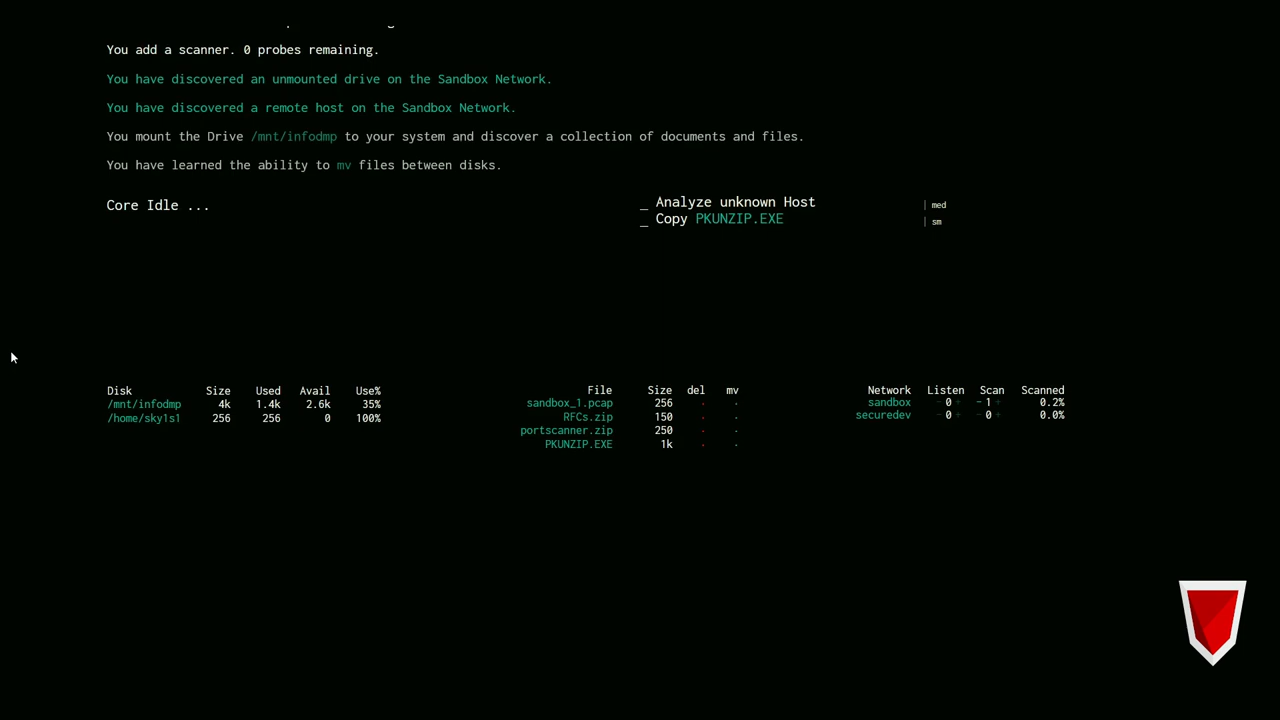 You add a scanner. 0 probes remaining.
You have discovered an unmounted drive on the Sandbox Network.
You have discovered a remote host on the Sandbox Network.
You mount the Drive /mnt/infodmp to your system and discover a collection of documents and files.
You have learned the ability to mv files between disks.
Core Idle ...
_ Analyze unknown Host | med
_ Copy PKUNZIP.EXE | sm
Disk Size Used Avail Use%
/mnt/infodmp 4k 1.4k 2.6k 35%
/home/sky1s1 256 256 0 100%
File Size del mv
sandbox_1.pcap 256 . .
RFCs.zip 150 . .
portscanner.zip 250 . .
PKUNZIP.EXE 1k . .
Network Listen Scan Scanned
sandbox - 0 + - 1 + 0.2%
securedev - 0 + - 0 + 0.0%